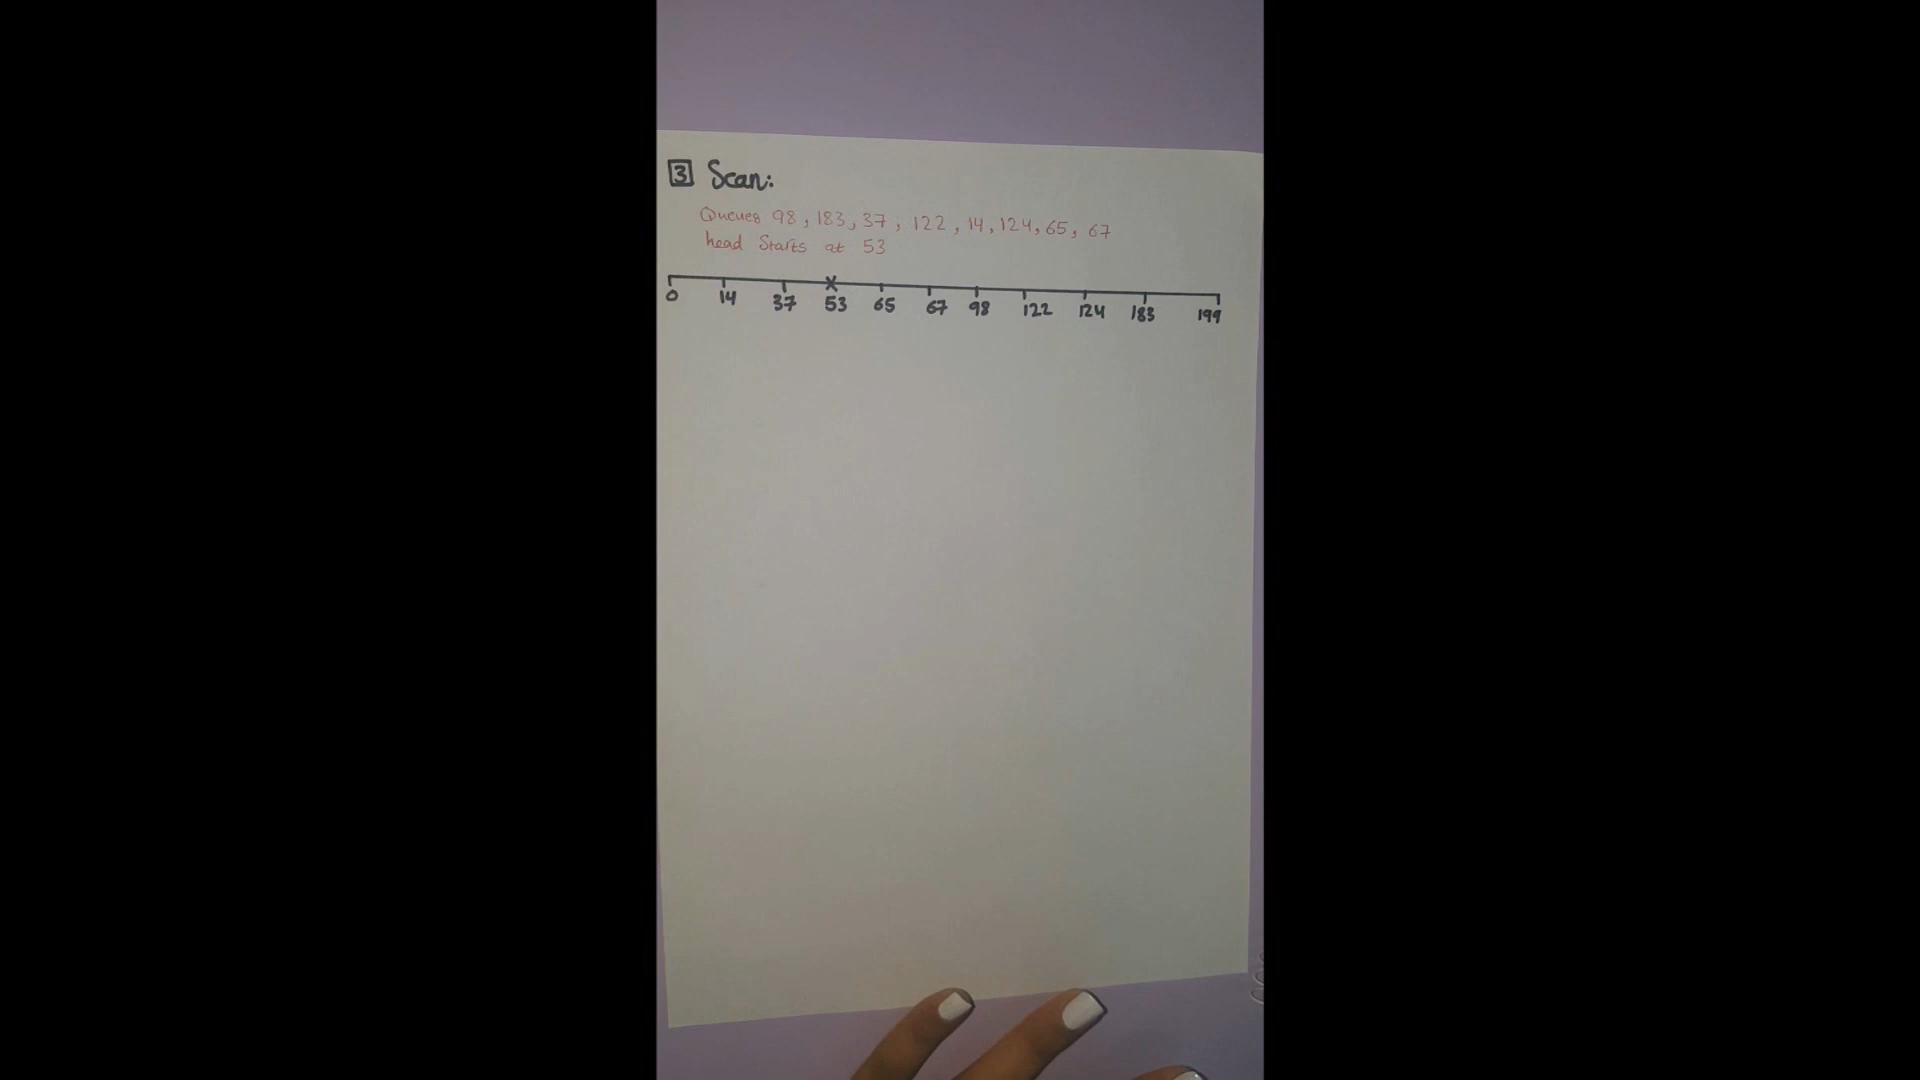 3 Scan:
Queues 98, 183, 37, 122, 14, 124, 65, 67
head Starts at 53
0 14 37 53 65 67 98 122 124 183 199